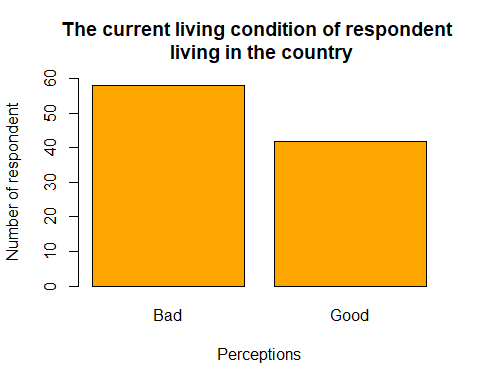 The current living condition of respondent
living in the country
Number of respondent
60
50
40
30
20
10
0
Bad
Good
Perceptions